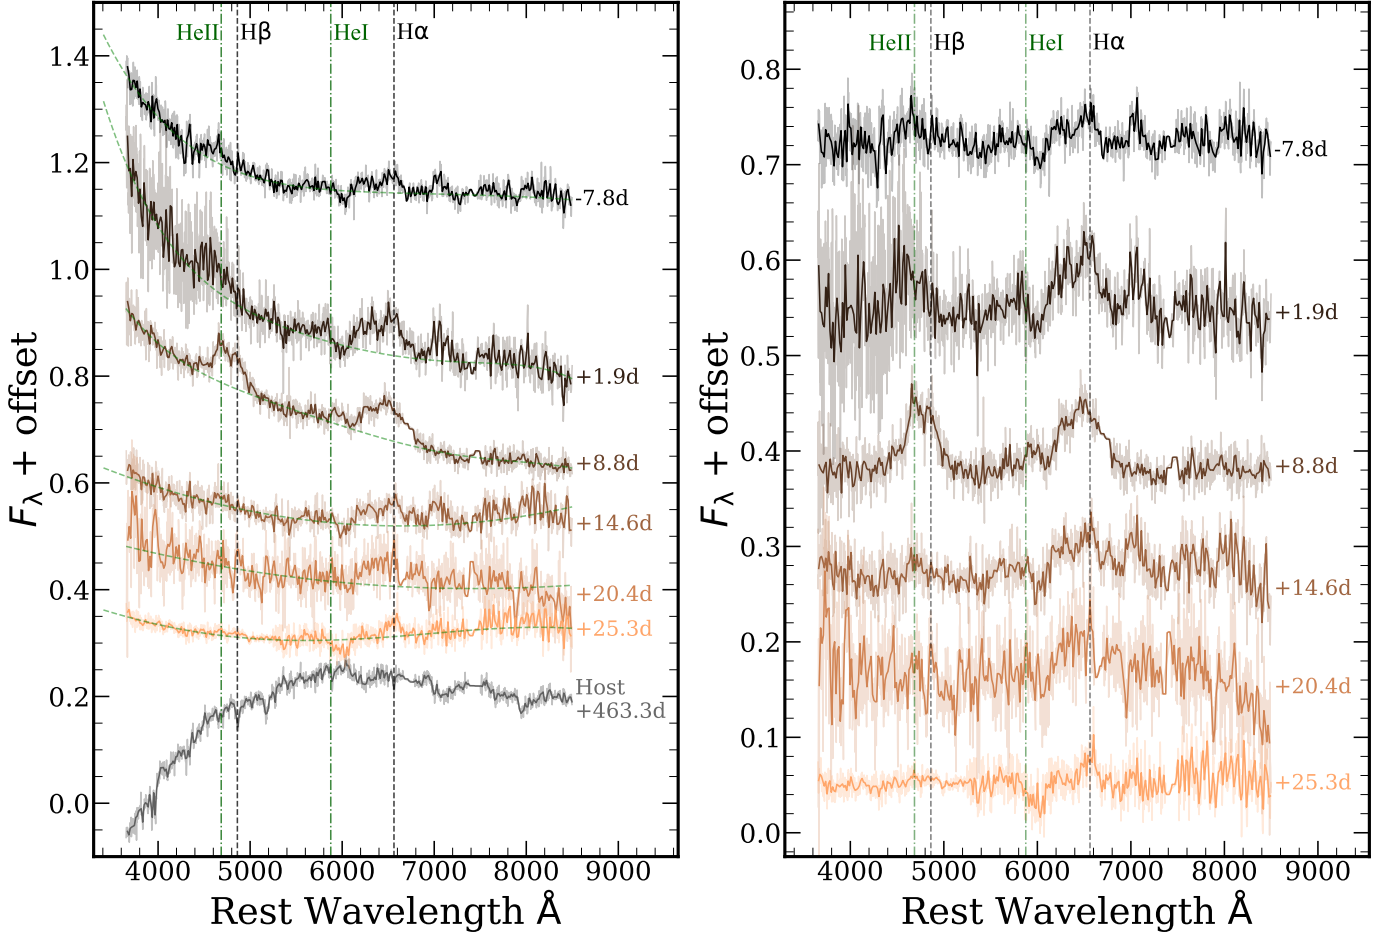 HeII Hβ HeI Hα
1.4
1.2
1.0
0.8
0.6
0.4
0.2
0.0
-7.8d
+1.9d
+8.8d
+14.6d
+20.4d
+25.3d
Host
+463.3d
4000 5000 6000 7000 8000 9000
Rest Wavelength Å
Fλ + offset
HeII Hβ HeI Hα
0.8
0.7
0.6
0.5
0.4
0.3
0.2
0.1
0.0
-7.8d
+1.9d
+8.8d
+14.6d
+20.4d
+25.3d
4000 5000 6000 7000 8000 9000
Rest Wavelength Å
Fλ + offset